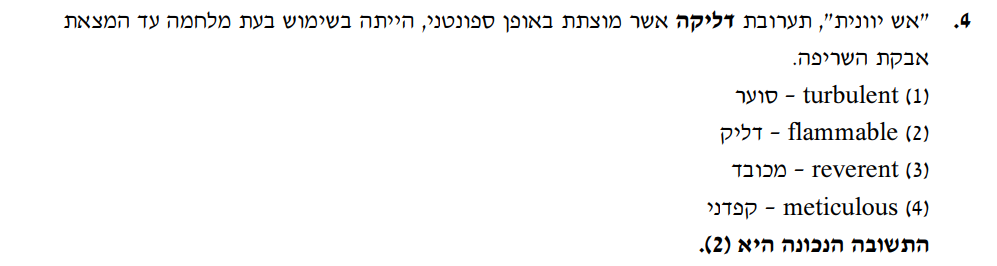 4. "אש יוונית", תערובת דליקה אשר מוצתת באופן ספונטני, הייתה בשימוש בעת מלחמה עד המצאת
אבקת השריפה.
(1) turbulent – סוער
(2) flammable – דליק
(3) reverent – מכובד
(4) meticulous – קפדני
התשובה הנכונה היא (2).